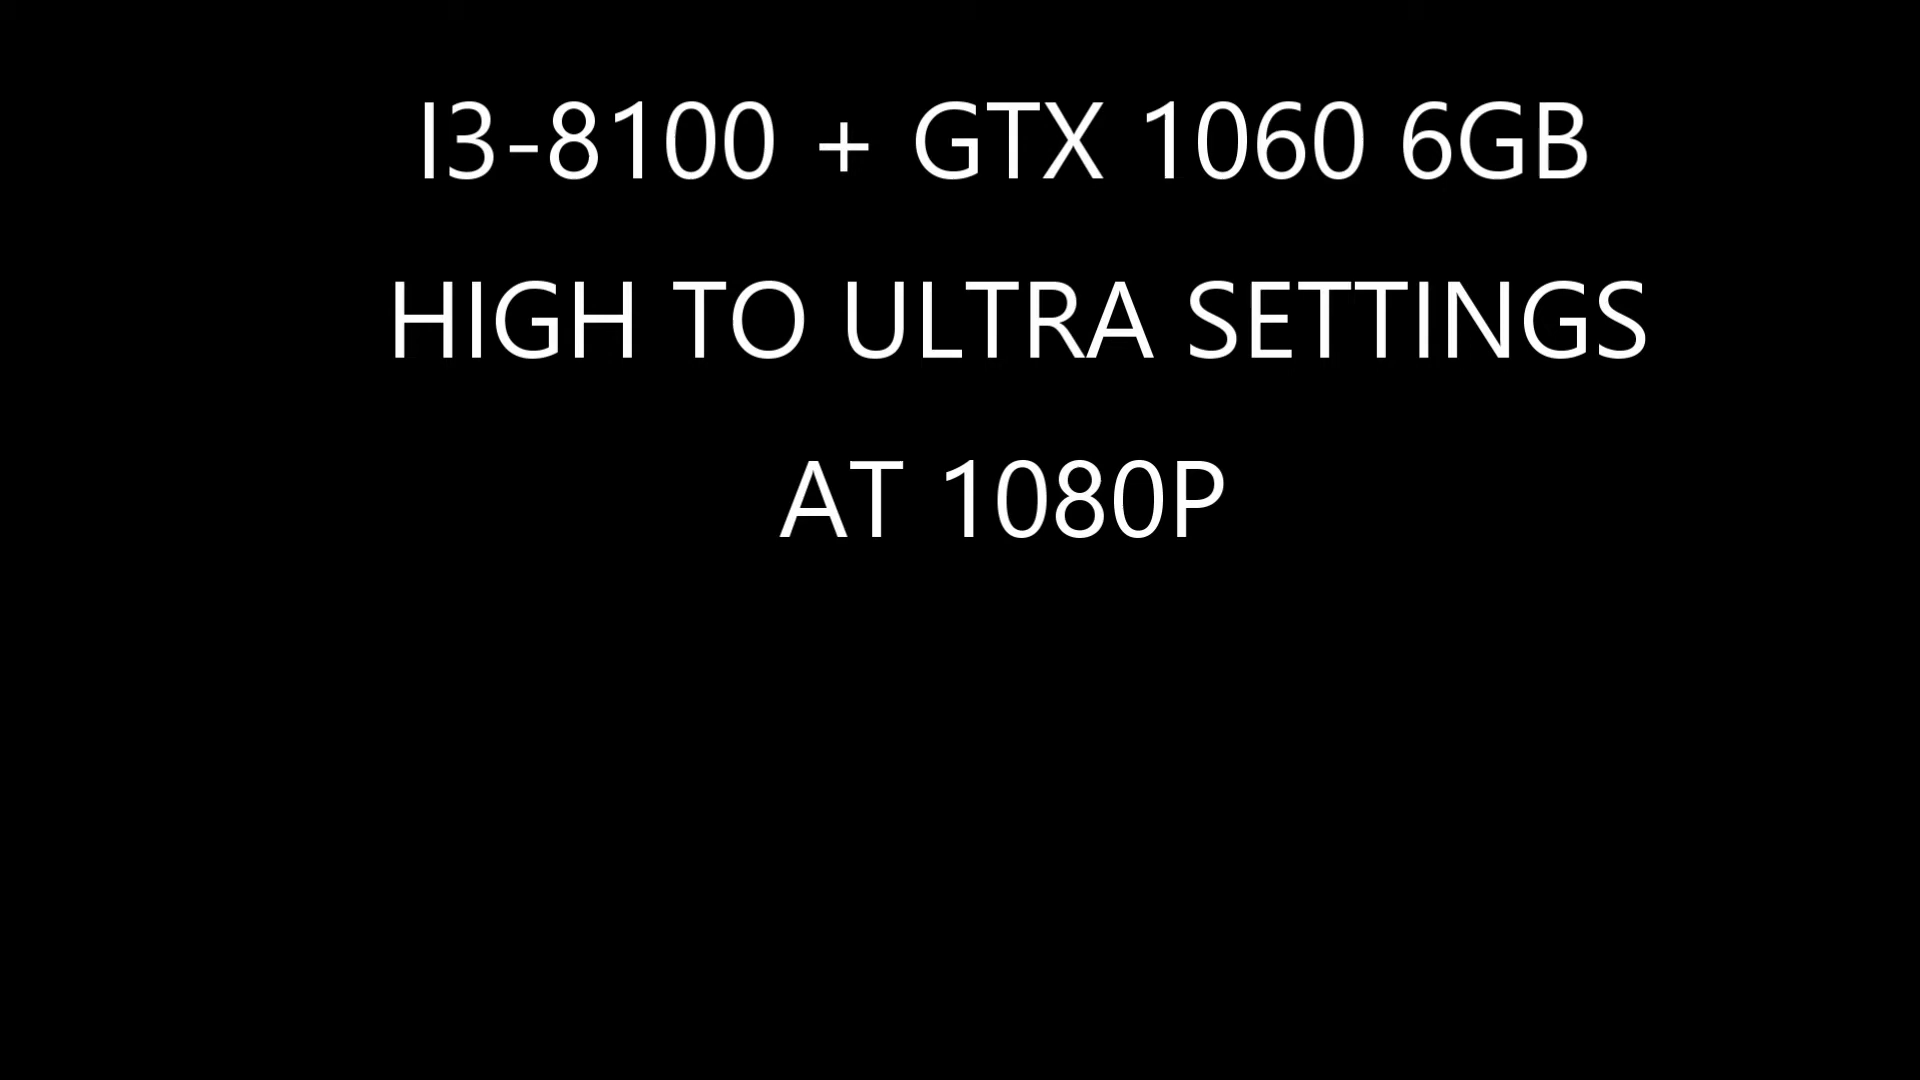 I3-8100 + GTX 1060 6GB
HIGH TO ULTRA SETTINGS
AT 1080P